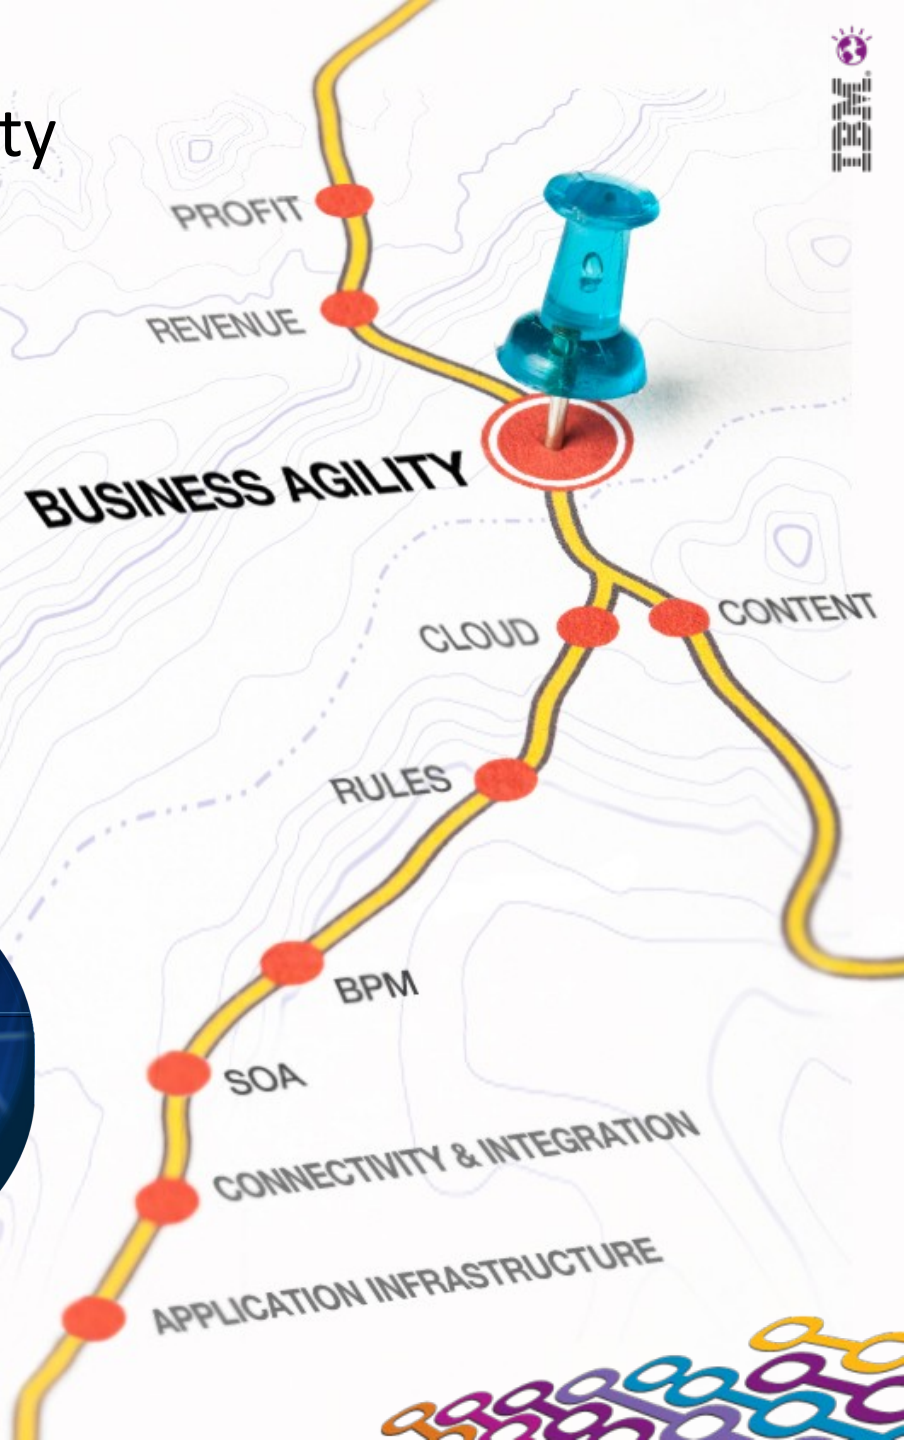 ty
IBM
PROFIT
REVENUE
BUSINESS AGILITY
CLOUD
CONTENT
RULES
BPM
SOA
CONNECTIVITY & INTEGRATION
APPLICATION INFRASTRUCTURE